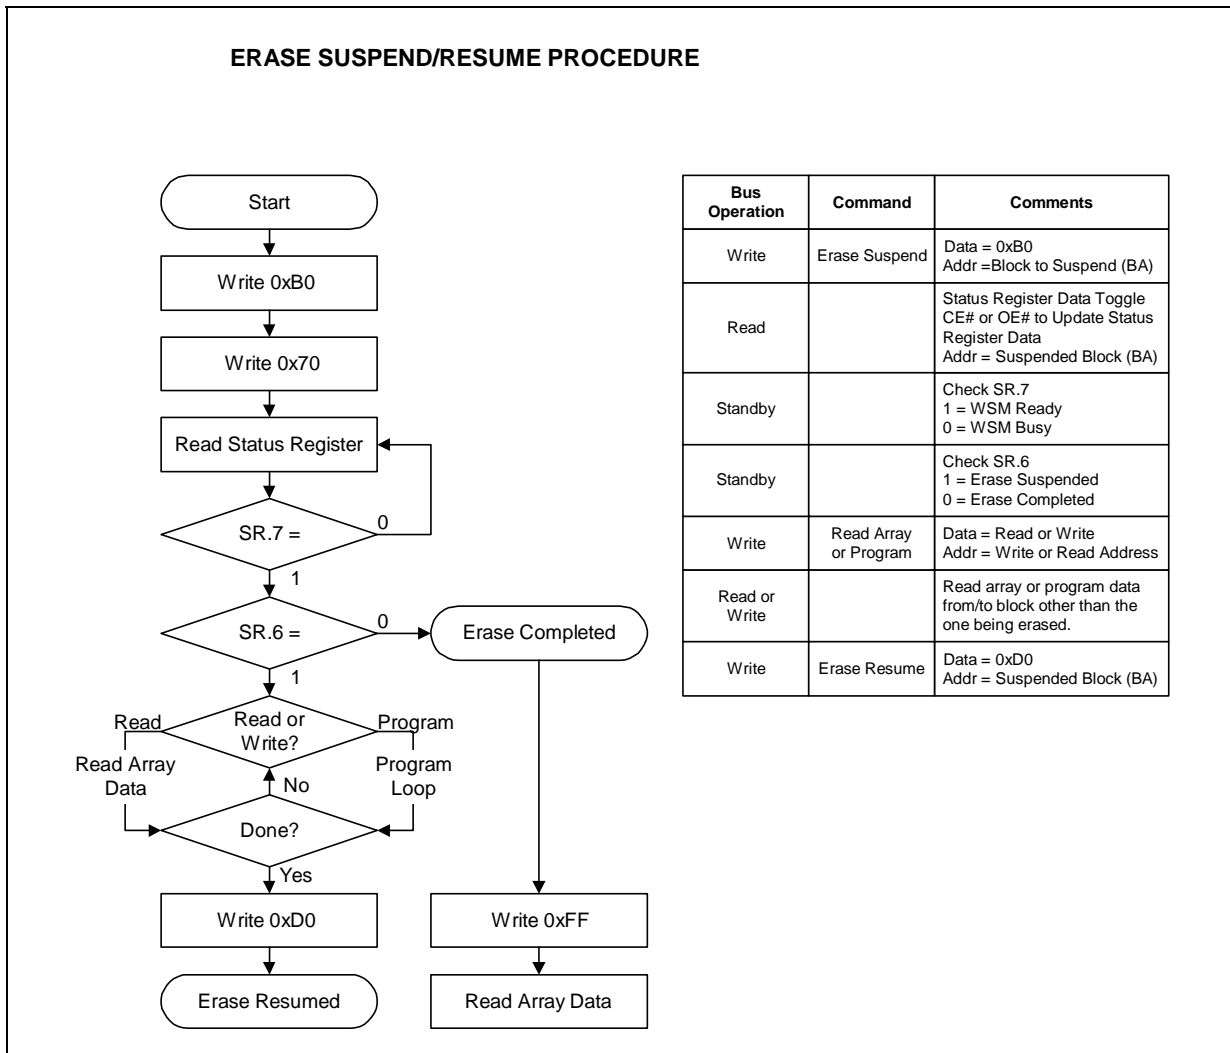 ERASE SUSPEND/RESUME PROCEDURE
Start
Write 0xB0
Write 0x70
Read Status Register
SR.7 =
0
1
SR.6 =
0
Erase Completed
1
Read
Read or
Write?
Program
Read Array
Data
Program
Loop
No
Done?
Yes
Write 0xD0
Write 0xFF
Erase Resumed
Read Array Data
Bus
Operation
Command
Comments
Write
Erase Suspend
Data = 0xB0
Addr =Block to Suspend (BA)
Read
Status Register Data Toggle
CE# or OE# to Update Status
Register Data
Addr = Suspended Block (BA)
Standby
Check SR.7
1 = WSM Ready
0 = WSM Busy
Standby
Check SR.6
1 = Erase Suspended
0 = Erase Completed
Write
Read Array
or Program
Data = Read or Write
Addr = Write or Read Address
Read or
Write
Read array or program data
from/to block other than the
one being erased.
Write
Erase Resume
Data = 0xD0
Addr = Suspended Block (BA)